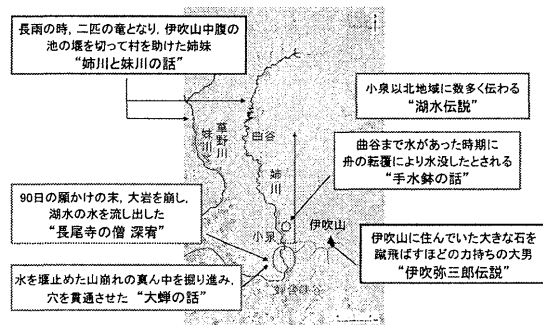 長雨の時，二匹の竜となり，伊吹山中腹の
池の堰を切って村を助けた姉妹
“姉川と妹川の話”
小泉以北地域に数多く伝わる
“湖水伝説”
曲谷まで水があった時期に
舟の転覆により水没したとされる
“手水鉢の話”
草野川
妹川
曲谷
姉川
小泉
伊吹山
90日の願かけの末，大岩を崩し，
湖水の水を流し出した
“長尾寺の僧 深宥”
伊吹山に住んでいた大きな石を
蹴飛ばすほどの力持ちの大男
“伊吹弥三郎伝説”
水を堰止めた山崩れの真ん中を掘り進み，
穴を貫通させた “大蝉の話”